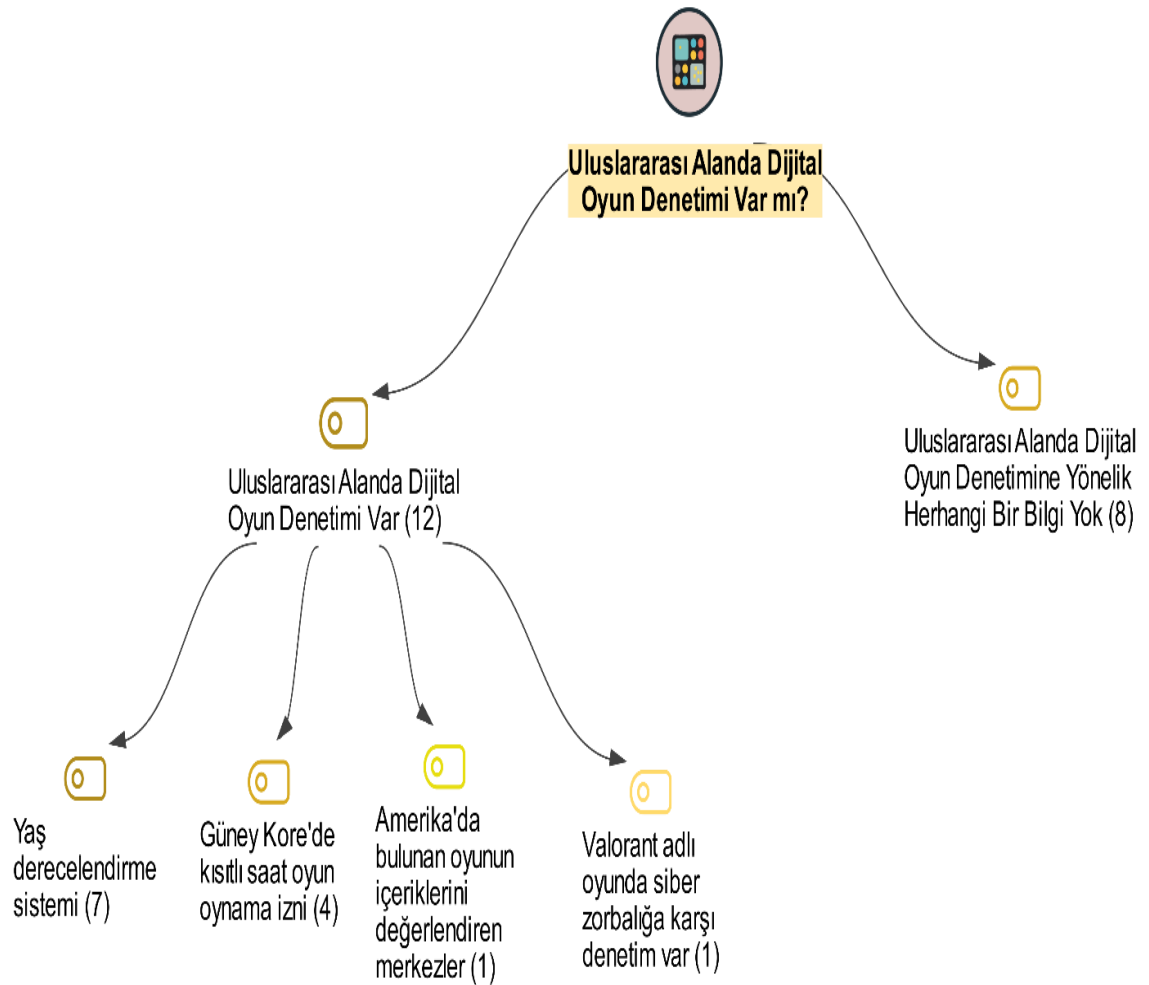 Uluslararası Alanda Dijital
Oyun Denetimi Var mı?
Uluslararası Alanda Dijital
Oyun Denetimi Var (12)
Uluslararası Alanda Dijital
Oyun Denetimine Yönelik
Herhangi Bir Bilgi Yok (8)
Yaş
derecelendirme
sistemi (7)
Güney Kore'de
kısıtlı saat oyun
oynama izni (4)
Amerika'da
bulunan oyunun
içeriklerini
değerlendiren
merkezler (1)
Valorant adlı
oyunda siber
zorbalığa karşı
denetim var (1)